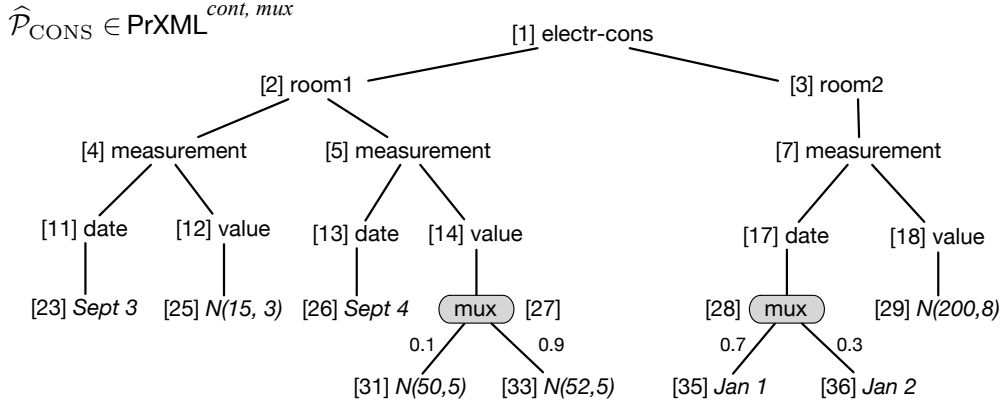 P̂_CONS ∈ PrXML^{cont, mux}
[1] electr-cons
[2] room1 [3] room2
[4] measurement [5] measurement [7] measurement
[11] date [12] value [13] date [14] value [17] date [18] value
[23] Sept 3 [25] N(15, 3) [26] Sept 4 mux [27] [28] mux [29] N(200,8)
0.1 0.9 0.7 0.3
[31] N(50,5) [33] N(52,5) [35] Jan 1 [36] Jan 2